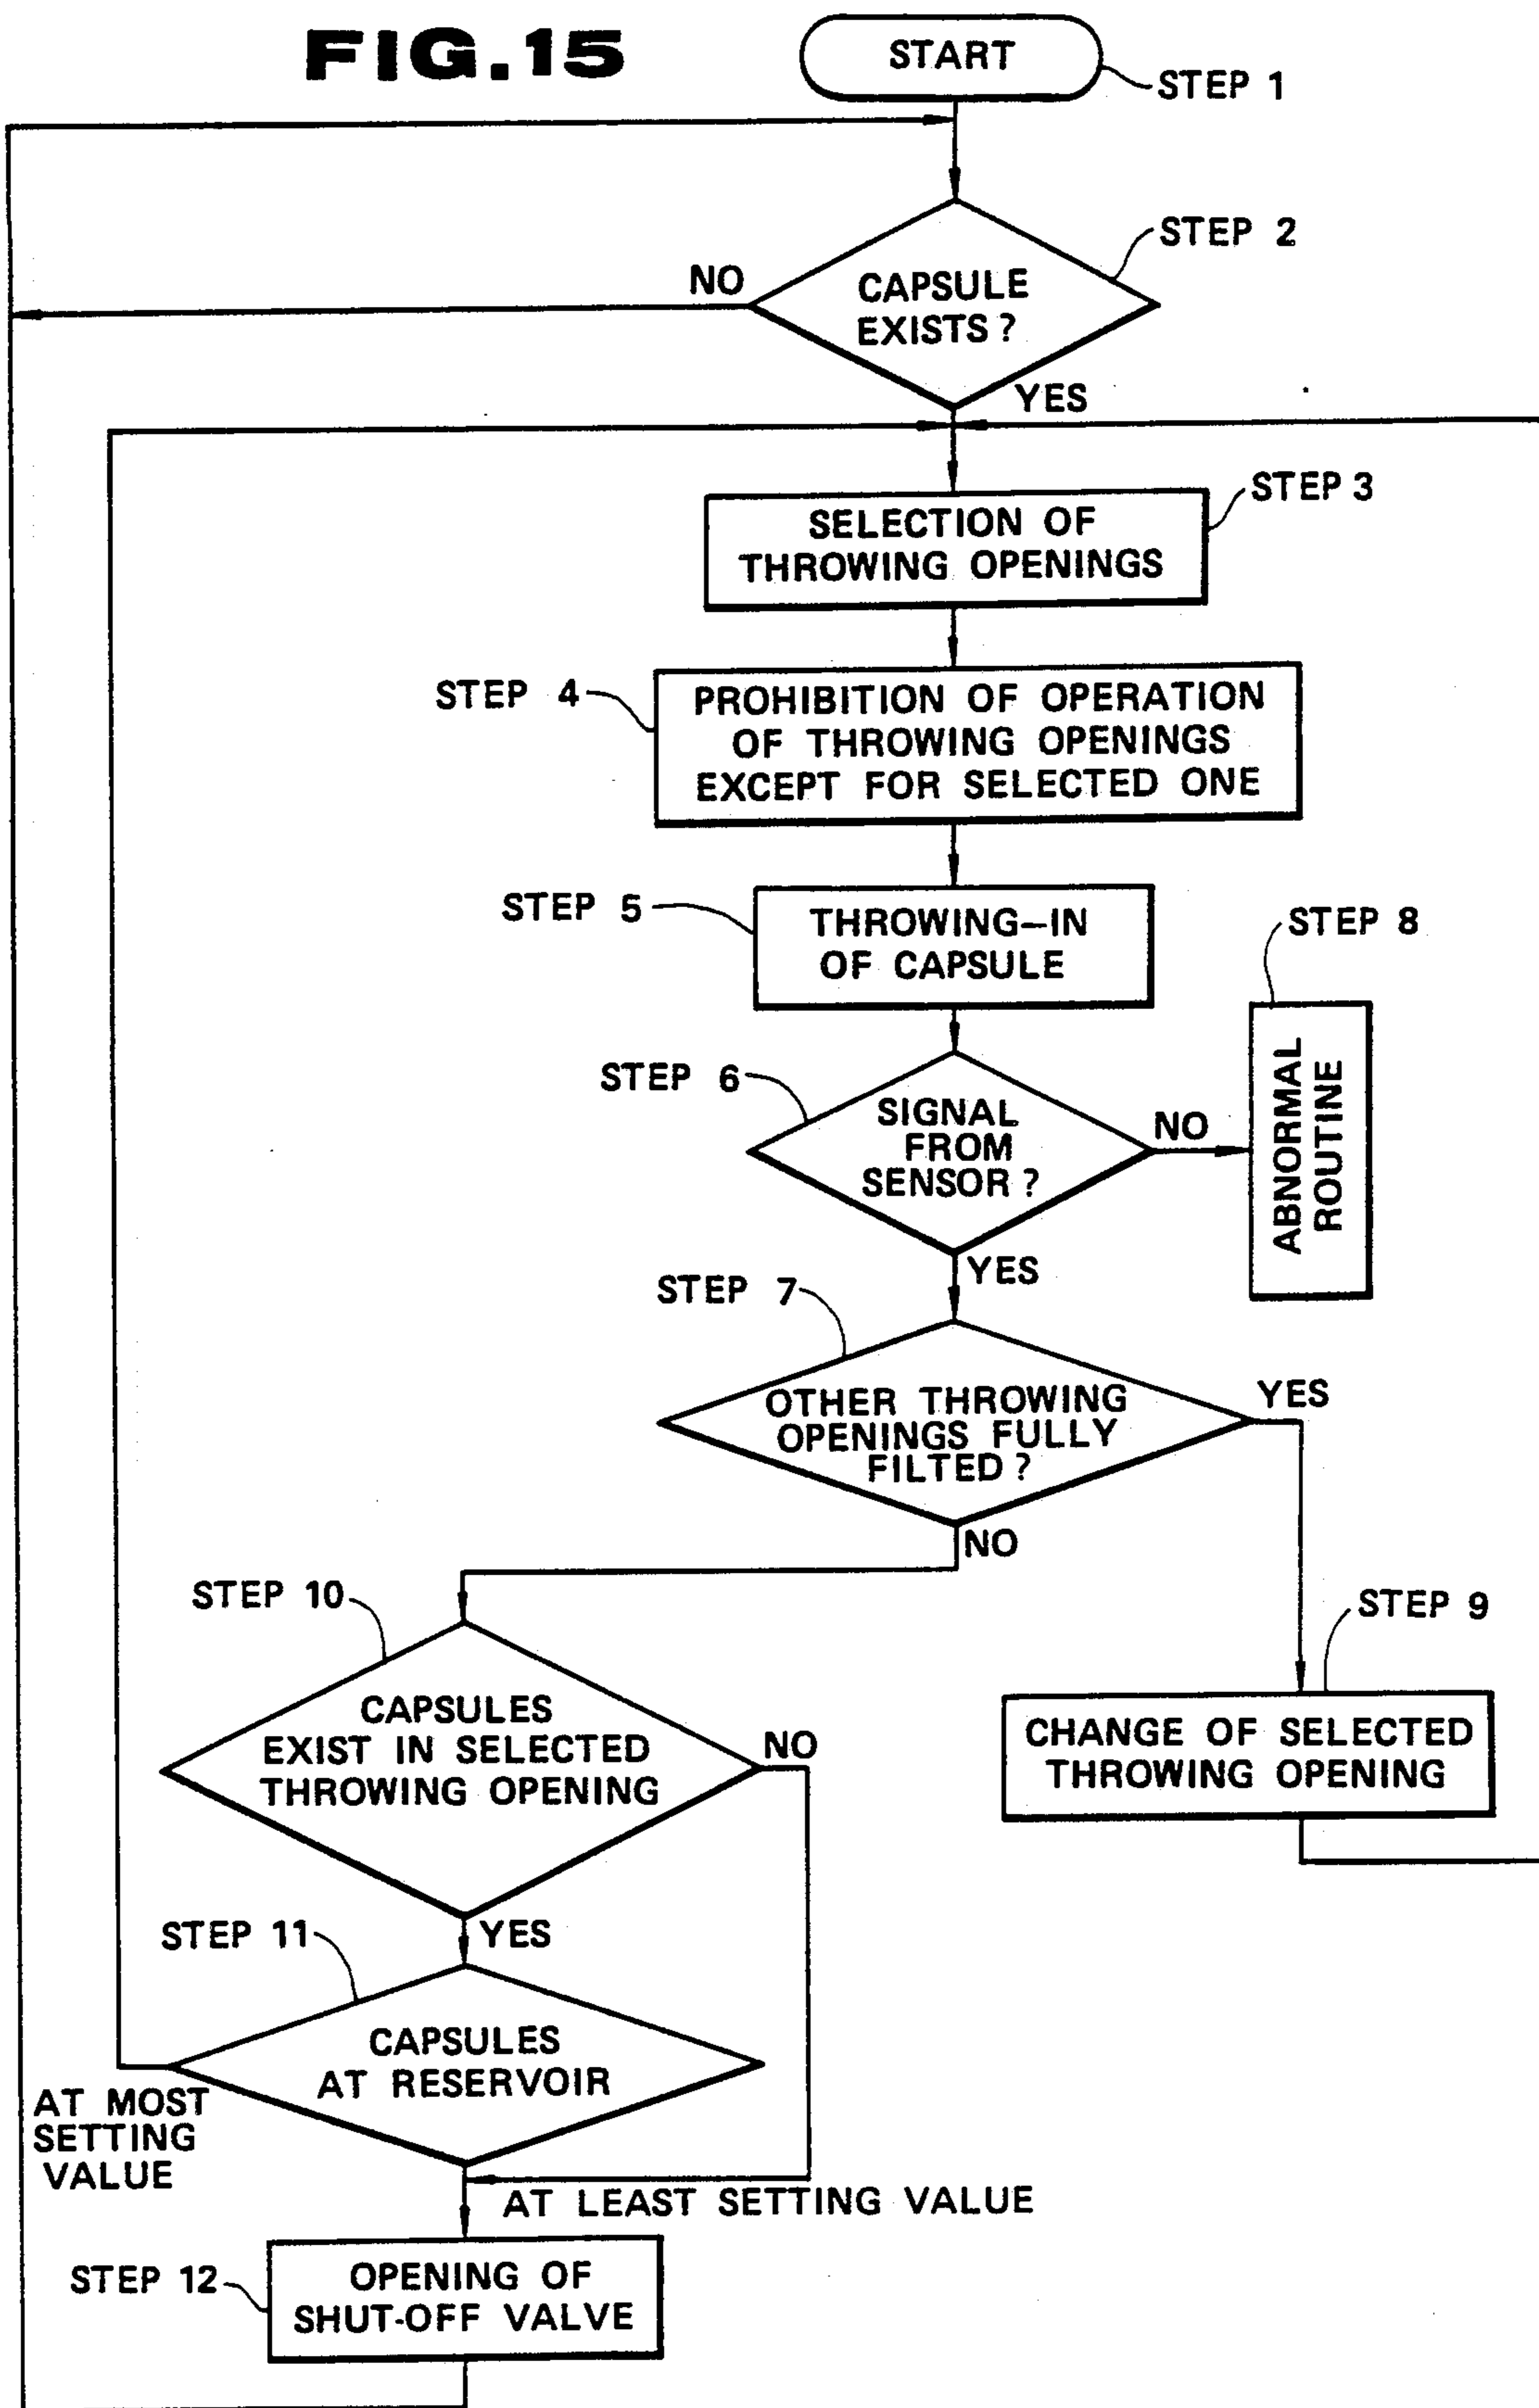 FIG.15
START
STEP 1
STEP 2
NO
CAPSULE
EXISTS?
YES
STEP 3
SELECTION OF
THROWING OPENINGS
STEP 4
PROHIBITION OF OPERATION
OF THROWING OPENINGS
EXCEPT FOR SELECTED ONE
STEP 5
THROWING-IN
OF CAPSULE
STEP 8
ABNORMAL
ROUTINE
STEP 6
SIGNAL
FROM
SENSOR?
NO
YES
STEP 7
OTHER THROWING
OPENINGS FULLY
FILTED?
YES
NO
STEP 10
CAPSULES
EXIST IN SELECTED
THROWING OPENING
NO
STEP 9
CHANGE OF SELECTED
THROWING OPENING
YES
STEP 11
CAPSULES
AT RESERVOIR
AT MOST
SETTING
VALUE
AT LEAST SETTING VALUE
STEP 12
OPENING OF
SHUT-OFF VALVE